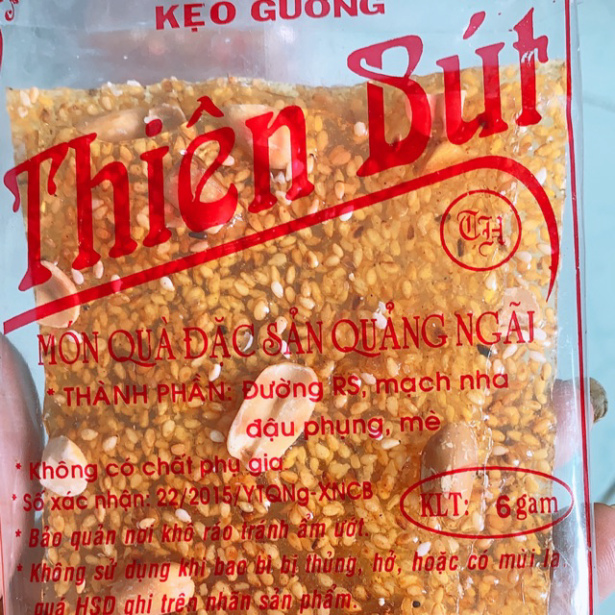 KẸO GƯƠNG
Thiên Bút
TH
MÓN QUÀ ĐẶC SẢN QUẢNG NGÃI
* THÀNH PHẦN: Đường RS, mạch nha
đậu phụng, mè
* Không có chất phụ gia
* Số xác nhận: 22/2015/YTQNg-XNCB
KLT: 6 gam
* Bảo quản nơi khô ráo tránh ẩm ướt.
* Không sử dụng khi bao bì bị thủng, hở, hoặc có mùi lạ
quá HSD ghi trên nhãn sản phẩm.